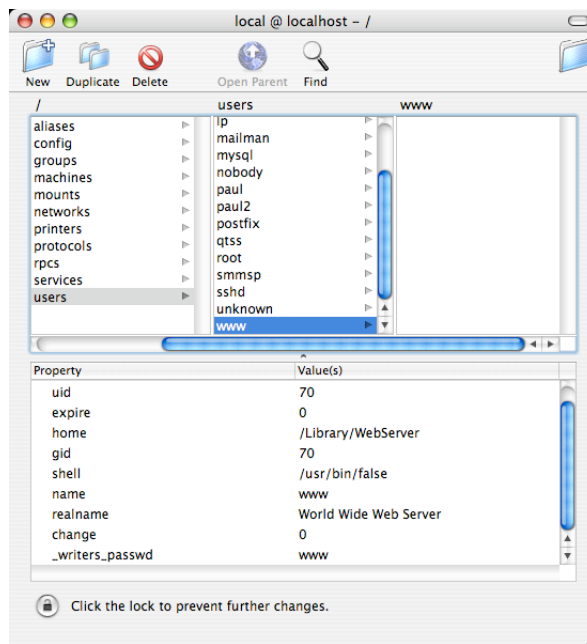 local @ localhost – /
New Duplicate Delete Open Parent Find
/ users www
aliases
config
groups
machines
mounts
networks
printers
protocols
rpcs
services
users
lp
mailman
mysql
nobody
paul
paul2
postfix
qtss
root
smmsp
sshd
unknown
www
Property Value(s)
uid 70
expire 0
home /Library/WebServer
gid 70
shell /usr/bin/false
name www
realname World Wide Web Server
change 0
_writers_passwd www
Click the lock to prevent further changes.